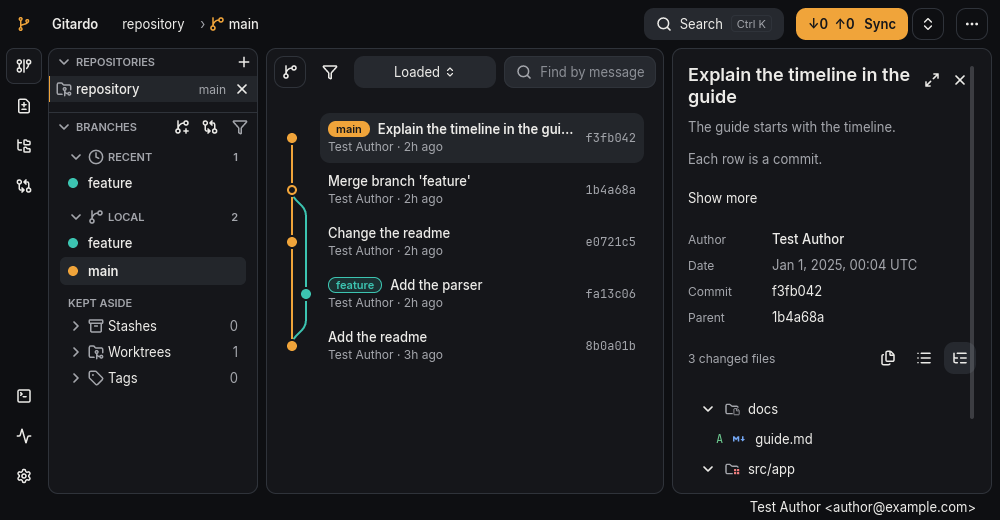 Gitardo
repository
main
Search
Ctrl K
↓0 ↑0 Sync
REPOSITORIES
repository
main
BRANCHES
RECENT
1
feature
LOCAL
2
feature
main
KEPT ASIDE
Stashes
0
Worktrees
1
Tags
0
Loaded
Find by message
main
Explain the timeline in the gui...
Test Author · 2h ago
f3fb042
Merge branch 'feature'
Test Author · 2h ago
1b4a68a
Change the readme
Test Author · 2h ago
e0721c5
feature
Add the parser
Test Author · 2h ago
fa13c06
Add the readme
Test Author · 3h ago
8b0a01b
Explain the timeline in the
guide
The guide starts with the timeline.
Each row is a commit.
Show more
Author
Test Author
Date
Jan 1, 2025, 00:04 UTC
Commit
f3fb042
Parent
1b4a68a
3 changed files
docs
A
M↓
guide.md
src/app
Test Author <author@example.com>